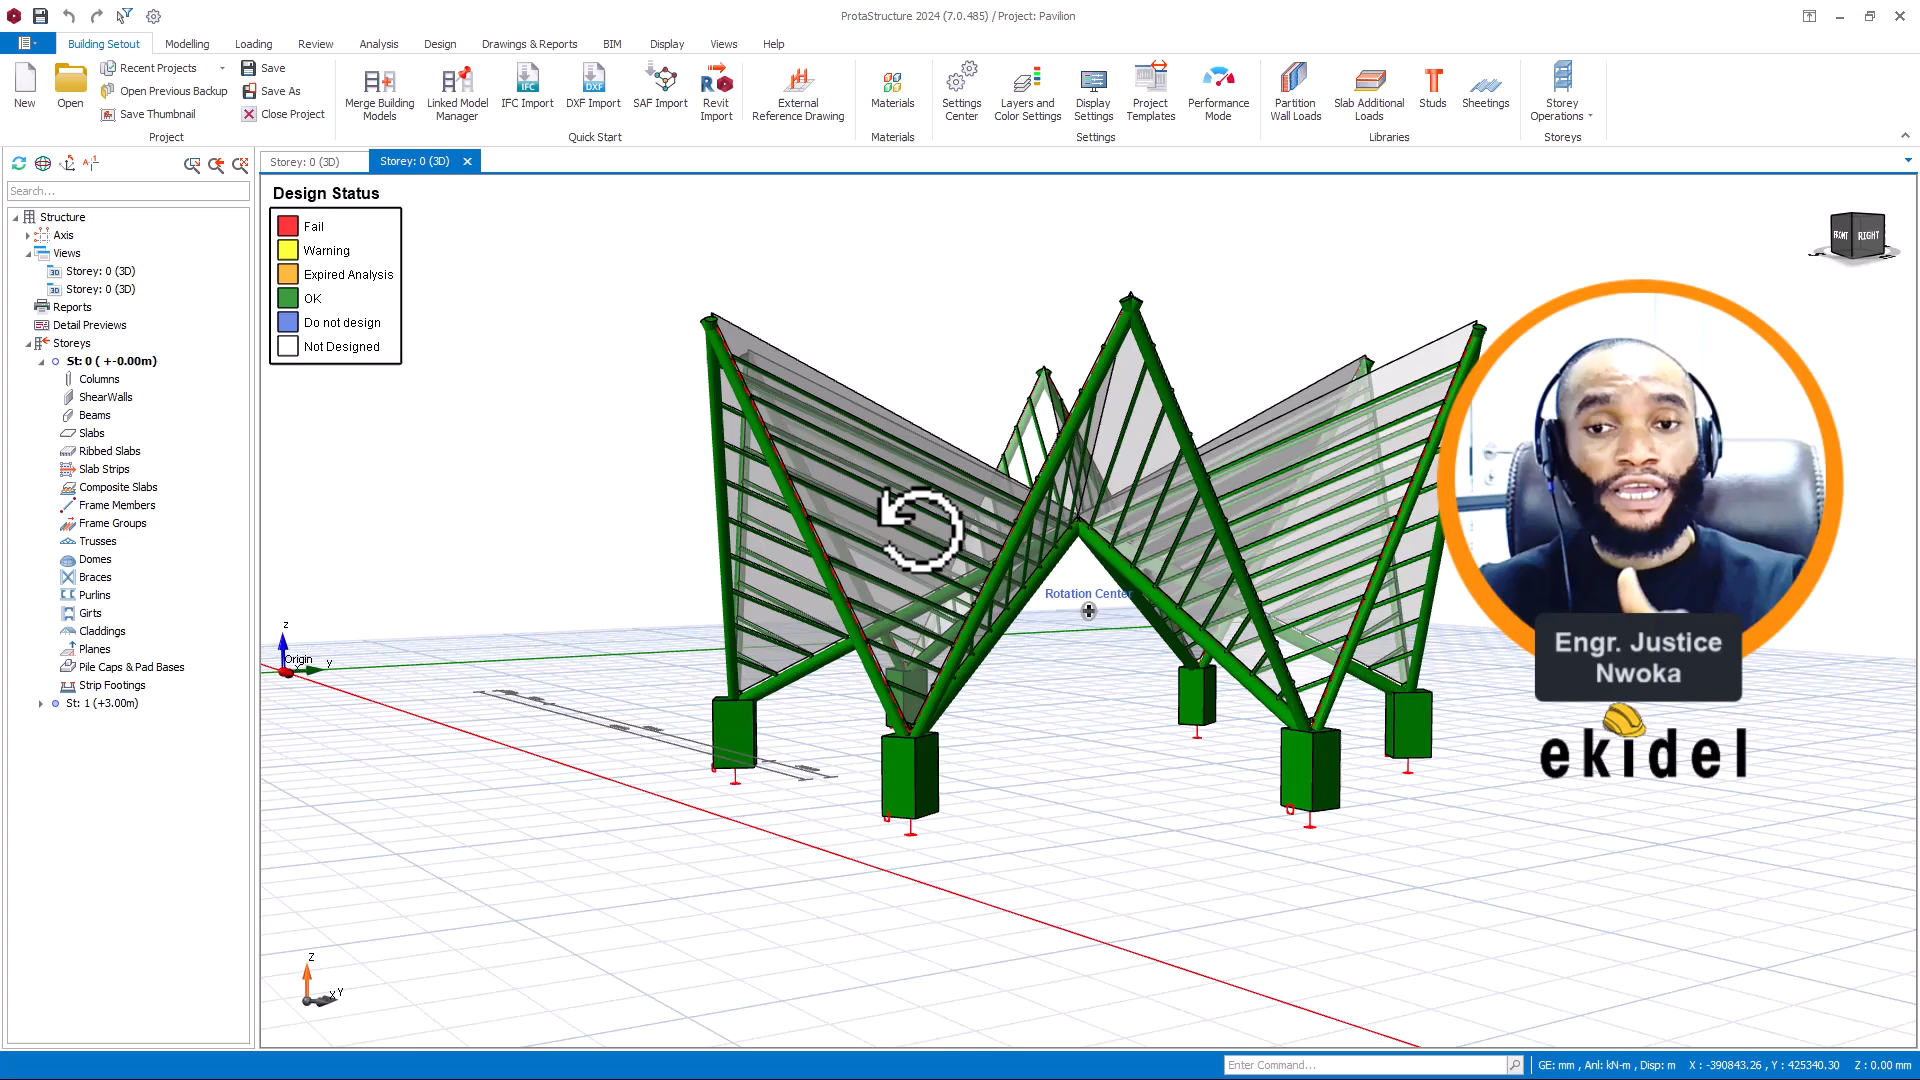 ProtaStructure 2024 (7.0.485) / Project: Pavilion
Building Setout Modelling Loading Review Analysis Design Drawings & Reports BIM Display Views Help
New
Open
Recent Projects
Open Previous Backup
Save Thumbnail
Save
Save As
Close Project
Project
Merge Building Models
Linked Model Manager
IFC
IFC Import
DXF
DXF Import
SAF Import
Revit Import
External Reference Drawing
Quick Start
Materials
Materials
Settings Center
Layers and Color Settings
Display Settings
Project Templates
Performance Mode
Settings
Partition Wall Loads
Slab Additional Loads
Studs
Sheetings
Libraries
Storey Operations
Storeys
Search...
Structure
Axis
Views
3D Storey: 0 (3D)
3D Storey: 0 (3D)
Reports
Detail Previews
Storeys
St: 0 ( +-0.00m)
Columns
ShearWalls
Beams
Slabs
Ribbed Slabs
Slab Strips
Composite Slabs
Frame Members
Frame Groups
Trusses
Domes
Braces
Purlins
Girts
Claddings
Planes
Pile Caps & Pad Bases
Strip Footings
St: 1 (+3.00m)
Storey: 0 (3D)
Storey: 0 (3D)
Design Status
Fail
Warning
Expired Analysis
OK
Do not design
Not Designed
FRONT RIGHT
Rotation Center
z
Origin
y
Z
X Y
Engr. Justice
Nwoka
ekidel
Enter Command...
GE: mm , Anl: kN-m , Disp: m X : -390843.26 , Y : 425340.30 Z : 0.00 mm